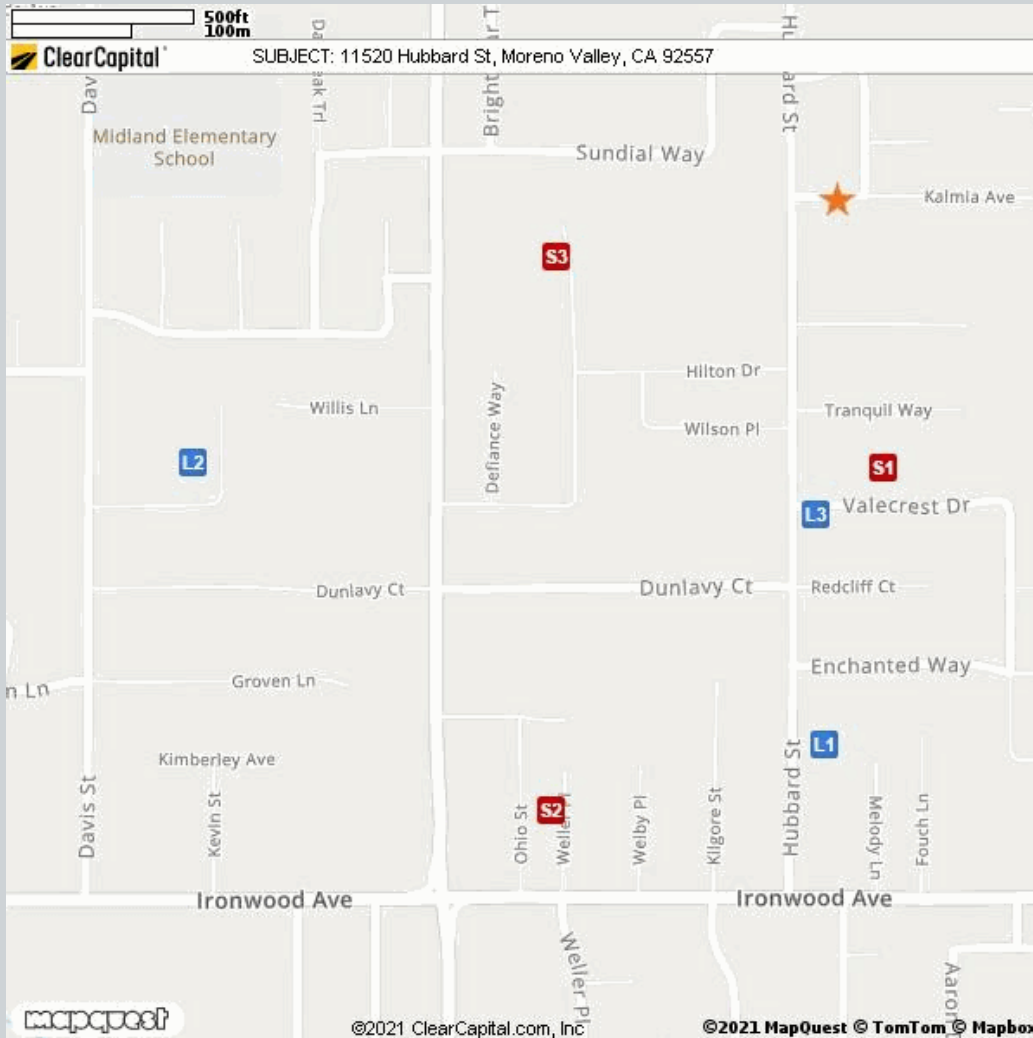 500ft
100m
ClearCapital
SUBJECT: 11520 Hubbard St, Moreno Valley, CA 92557
Midland Elementary
School
Sundial Way
Kalmia Ave
S3
Hilton Dr
Willis Ln
Defiance Way
Wilson Pl
Tranquil Way
L2
S1
L3
Valecrest Dr
Dunlavy Ct
Dunlavy Ct
Redcliff Ct
Enchanted Way
n Ln
Groven Ln
L1
Kimberley Ave
Davis St
Kevin St
Ohio St
S2
Weller Pl
Welby Pl
Kilgore St
Hubbard St
Melody Ln
Fouch Ln
Ironwood Ave
Ironwood Ave
Weller Pl
Aaron
mapquest
©2021 ClearCapital.com, Inc
©2021 MapQuest © TomTom © Mapbox